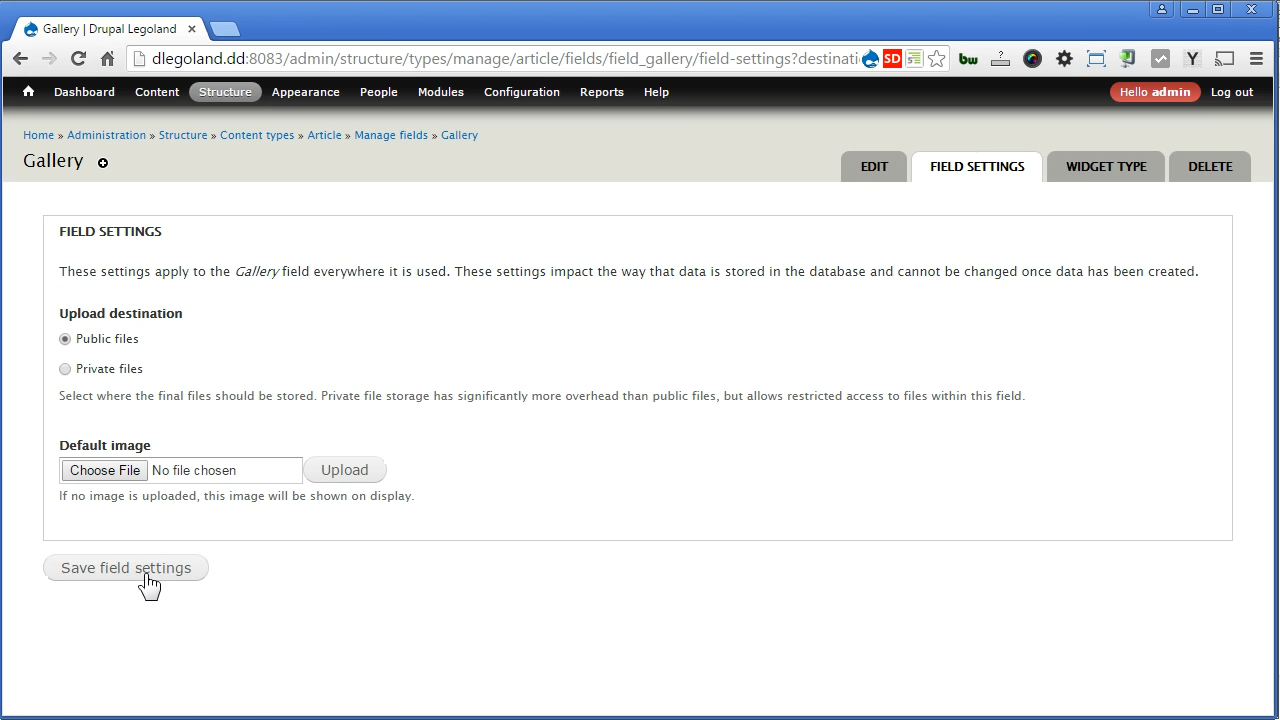 Gallery | Drupal Legoland
dlegoland.dd:8083/admin/structure/types/manage/article/fields/field_gallery/field-settings?destinati
SD
bw
Y
Dashboard Content Structure Appearance People Modules Configuration Reports Help Hello admin Log out
Home » Administration » Structure » Content types » Article » Manage fields » Gallery
Gallery
EDIT FIELD SETTINGS WIDGET TYPE DELETE
FIELD SETTINGS
These settings apply to the Gallery field everywhere it is used. These settings impact the way that data is stored in the database and cannot be changed once data has been created.
Upload destination
Public files
Private files
Select where the final files should be stored. Private file storage has significantly more overhead than public files, but allows restricted access to files within this field.
Default image
Choose File No file chosen Upload
If no image is uploaded, this image will be shown on display.
Save field settings